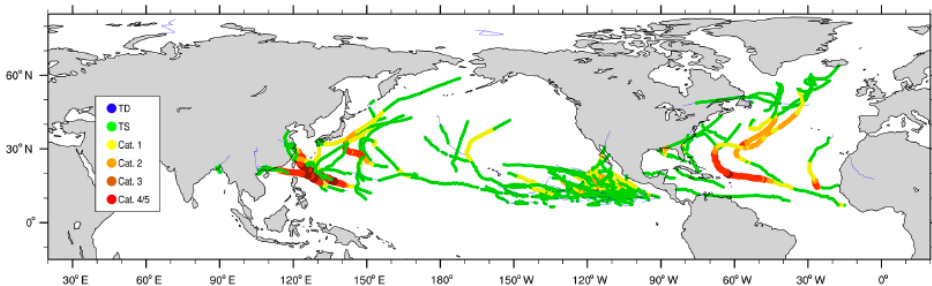 60° N
30° N
0°
TD
TS
Cat. 1
Cat. 2
Cat. 3
Cat. 4/5
30° E 60° E 90° E 120° E 150° E 180° 150° W 120° W 90° W 60° W 30° W 0°